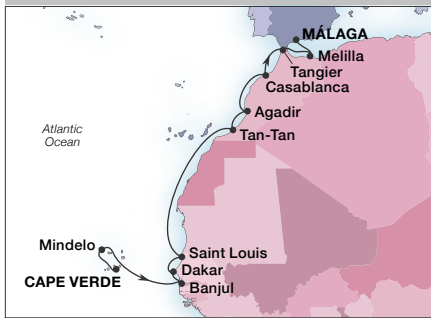 MÁLAGA
Melilla
Tangier
Casablanca
Agadir
Tan-Tan
Atlantic
Ocean
Mindelo
CAPE VERDE
Saint Louis
Dakar
Banjul